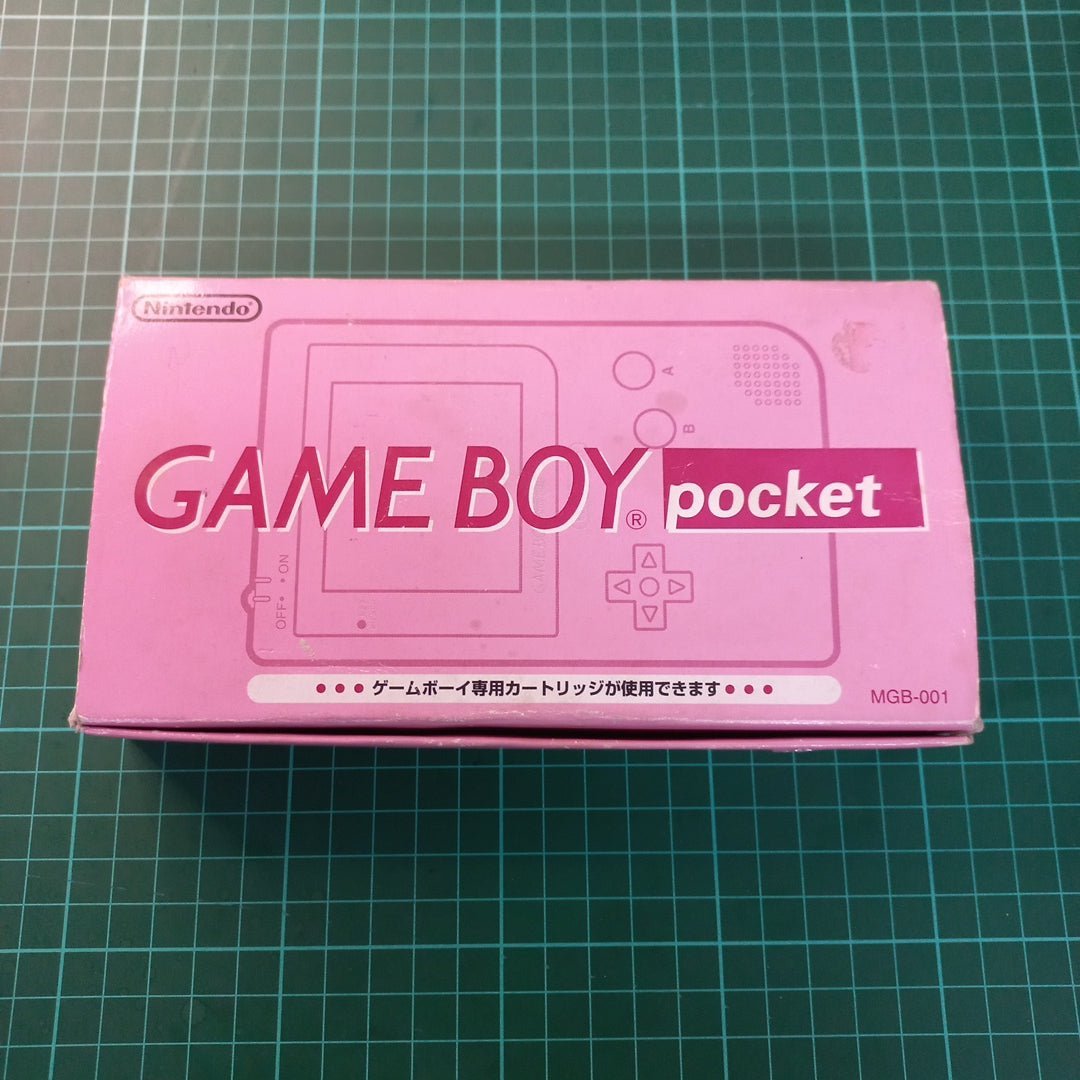 Nintendo®
A
B
GAME BOY® pocket
OFF• •ON
•••ゲームボーイ専用カートリッジが使用できます•••
MGB-001